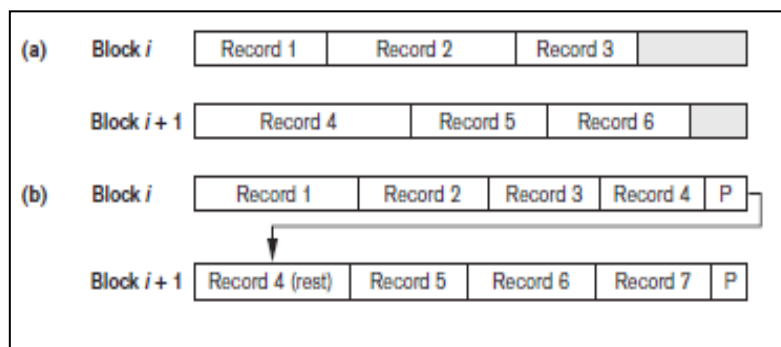 (a) Block i Record 1 Record 2 Record 3
Block i + 1 Record 4 Record 5 Record 6
(b) Block i Record 1 Record 2 Record 3 Record 4 P
Block i + 1 Record 4 (rest) Record 5 Record 6 Record 7 P